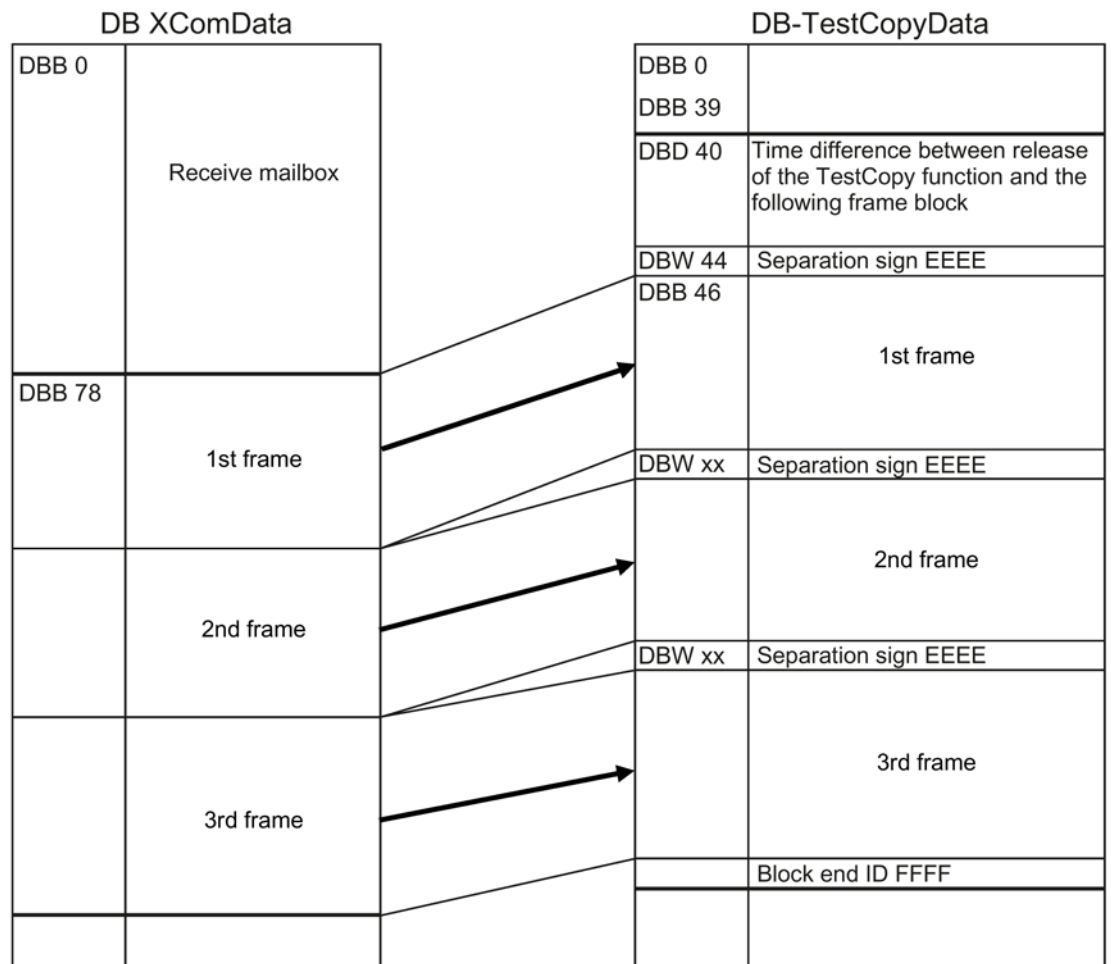 DB XComData
DBB 0
Receive mailbox
DBB 78
1st frame
2nd frame
3rd frame
DB-TestCopyData
DBB 0
DBB 39
DBD 40
Time difference between release
of the TestCopy function and the
following frame block
DBW 44
Separation sign EEEE
DBB 46
1st frame
DBW xx
Separation sign EEEE
2nd frame
DBW xx
Separation sign EEEE
3rd frame
Block end ID FFFF